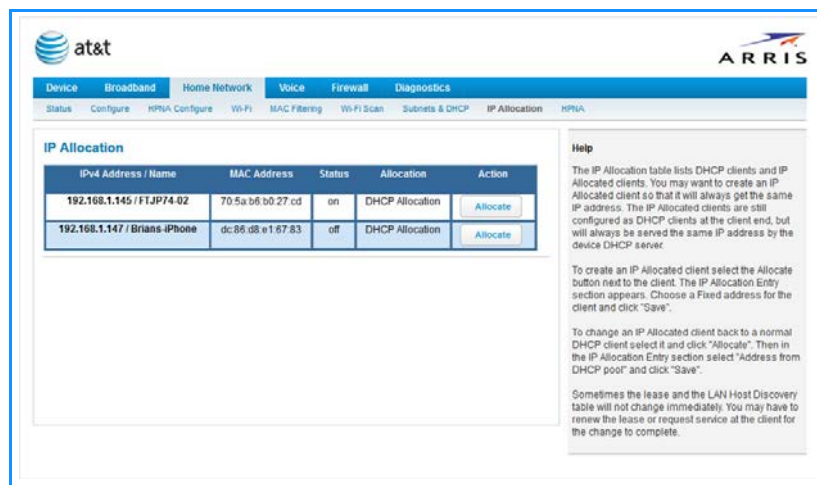 at&t
ARRIS
Device Broadband Home Network Voice Firewall Diagnostics
Status Configure HPNA Configure Wi-Fi MAC Filtering Wi-Fi Scan Subnets & DHCP IP Allocation HPNA
IP Allocation
IPv4 Address / Name MAC Address Status Allocation Action
192.168.1.145 / FTJP74-02 70:5a:b6:b0:27:cd on DHCP Allocation Allocate
192.168.1.147 / Brians-iPhone dc:86:d8:e1:67:83 off DHCP Allocation Allocate
Help
The IP Allocation table lists DHCP clients and IP
Allocated clients. You may want to create an IP
Allocated client so that it will always get the same
IP address. The IP Allocated clients are still
configured as DHCP clients at the client end, but
will always be served the same IP address by the
device DHCP server.
To create an IP Allocated client select the Allocate
button next to the client. The IP Allocation Entry
section appears. Choose a Fixed address for the
client and click "Save".
To change an IP Allocated client back to a normal
DHCP client select it and click "Allocate". Then in
the IP Allocation Entry section select "Address from
DHCP pool" and click "Save".
Sometimes the lease and the LAN Host Discovery
table will not change immediately. You may have to
renew the lease or request service at the client for
the change to complete.